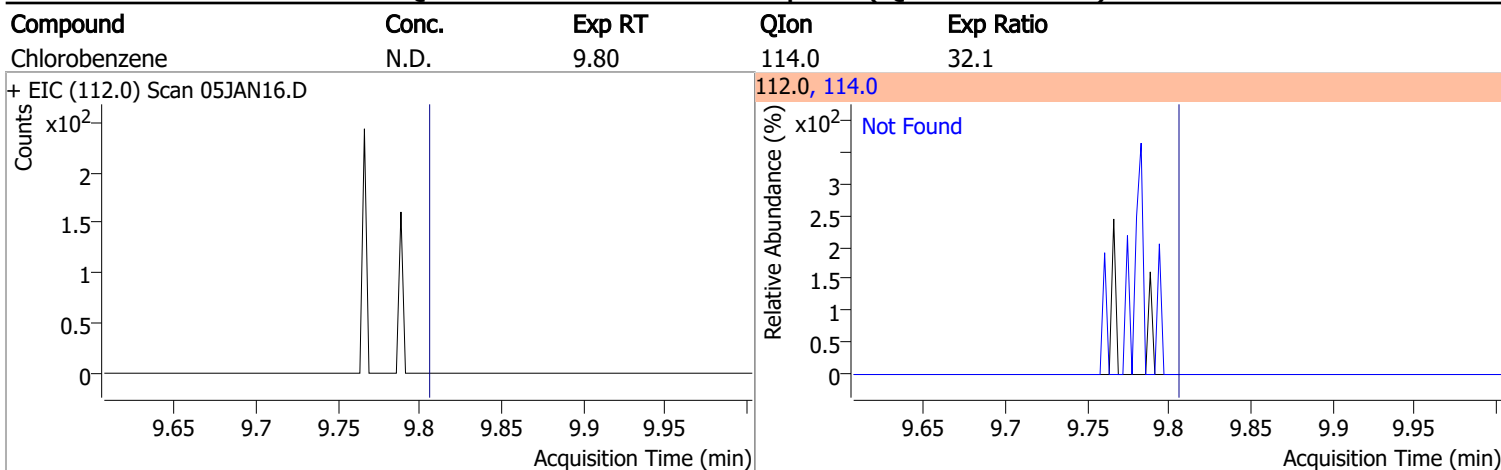 Compound Conc. Exp RT QIon Exp Ratio
Chlorobenzene N.D. 9.80 114.0 32.1
+ EIC (112.0) Scan 05JAN16.D
Counts
x10²
2
1.5
1
0.5
0
9.65 9.7 9.75 9.8 9.85 9.9 9.95
Acquisition Time (min)
112.0, 114.0
Relative Abundance (%)
x10²
Not Found
3
2.5
2
1.5
1
0.5
0
9.65 9.7 9.75 9.8 9.85 9.9 9.95
Acquisition Time (min)